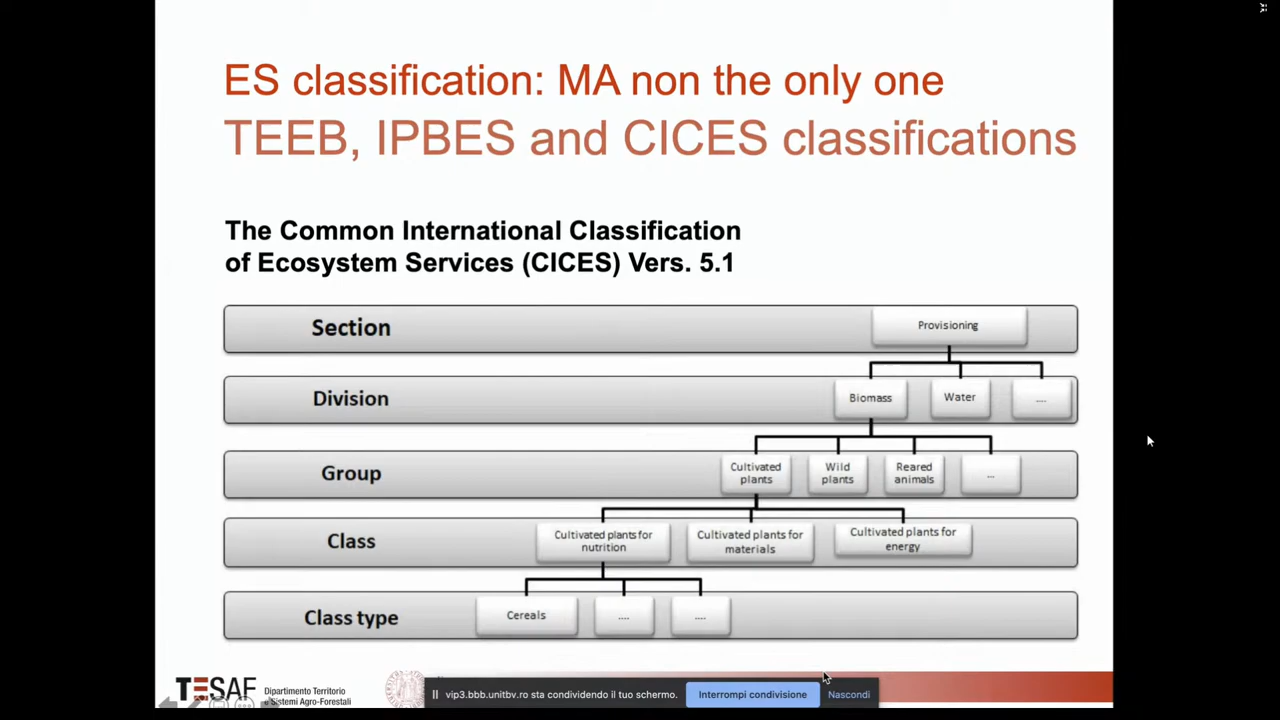 ES classification: MA non the only one
TEEB, IPBES and CICES classifications
The Common International Classification
of Ecosystem Services (CICES) Vers. 5.1
Section
Provisioning
Division
Biomass
Water
....
Group
Cultivated
plants
Wild
plants
Reared
animals
...
Class
Cultivated plants for
nutrition
Cultivated plants for
materials
Cultivated plants for
energy
Class type
Cereals
....
....
TESAF
Dipartimento Territorio
e Sistemi Agro-Forestali
vip3.bbb.unitbv.ro sta condividendo il tuo schermo.
Interrompi condivisione
Nascondi